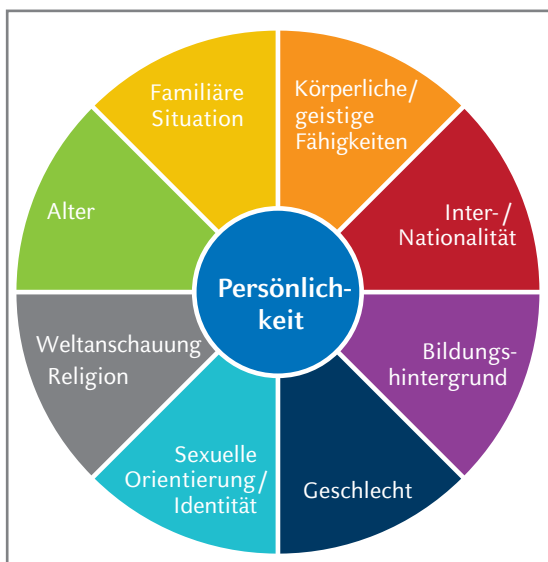 Familiäre
Situation
Körperliche/
geistige
Fähigkeiten
Alter
Inter-/
Nationalität
Persönlich-
keit
Weltanschauung
Religion
Bildungs-
hintergrund
Sexuelle
Orientierung/
Identität
Geschlecht